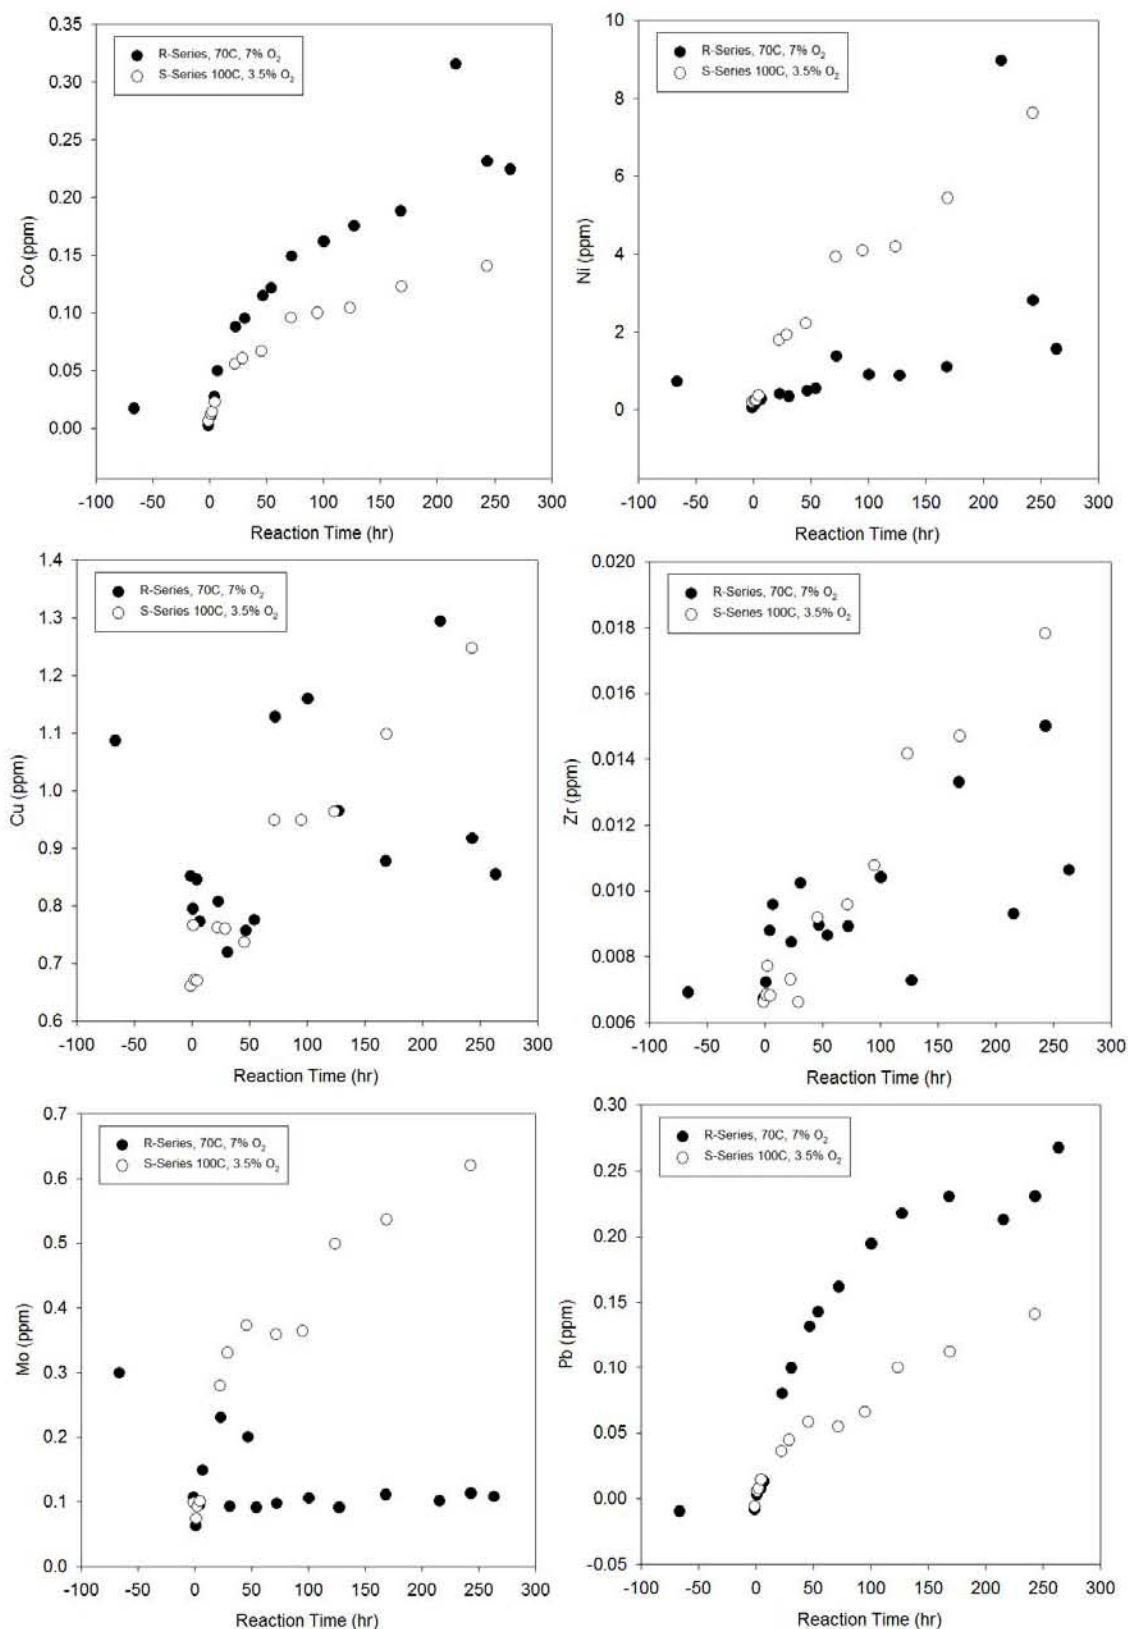 0.35
0.30
0.25
0.20
0.15
0.10
0.05
0.00
Co (ppm)
R-Series, 70C, 7% O₂
S-Series 100C, 3.5% O₂
-100 -50 0 50 100 150 200 250 300
Reaction Time (hr)
10
8
6
4
2
0
Ni (ppm)
R-Series, 70C, 7% O₂
S-Series 100C, 3.5% O₂
-100 -50 0 50 100 150 200 250 300
Reaction Time (hr)
1.4
1.3
1.2
1.1
1.0
0.9
0.8
0.7
0.6
Cu (ppm)
R-Series, 70C, 7% O₂
S-Series 100C, 3.5% O₂
-100 -50 0 50 100 150 200 250 300
Reaction Time (hr)
0.020
0.018
0.016
0.014
0.012
0.010
0.008
0.006
Zr (ppm)
R-Series, 70C, 7% O₂
S-Series 100C, 3.5% O₂
-100 -50 0 50 100 150 200 250 300
Reaction Time (hr)
0.7
0.6
0.5
0.4
0.3
0.2
0.1
0.0
Mo (ppm)
R-Series, 70C, 7% O₂
S-Series 100C, 3.5% O₂
-100 -50 0 50 100 150 200 250 300
Reaction Time (hr)
0.30
0.25
0.20
0.15
0.10
0.05
0.00
-0.05
Pb (ppm)
R-Series, 70C, 7% O₂
S-Series 100C, 3.5% O₂
-100 -50 0 50 100 150 200 250 300
Reaction Time (hr)